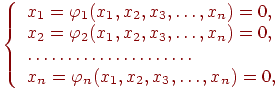 x₁ = φ₁(x₁, x₂, x₃, …, xₙ) = 0,
x₂ = φ₂(x₁, x₂, x₃, …, xₙ) = 0,
. . . . . . . . . . . . . . . . . . . . .
xₙ = φₙ(x₁, x₂, x₃, …, xₙ) = 0,